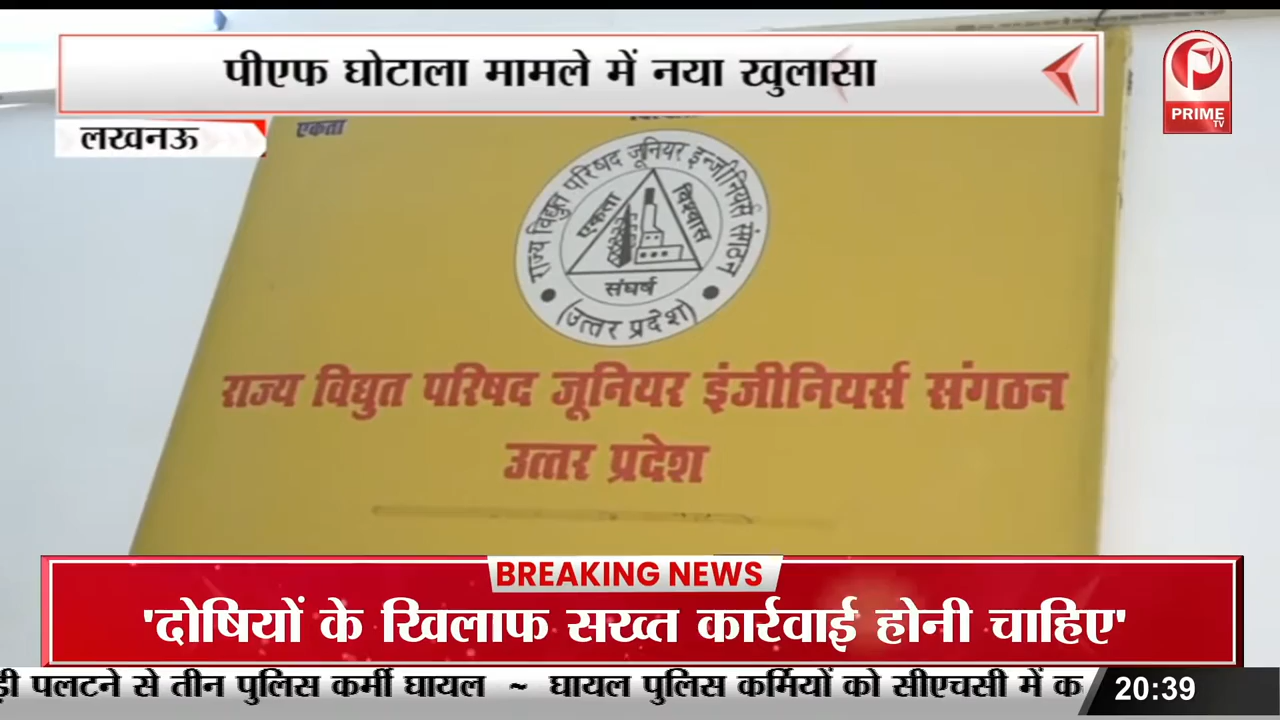 पीएफ घोटाला मामले में नया खुलासा
PRIME
TV
लखनऊ
एकता
राज्य विद्युत परिषद जूनियर इन्जीनियर्स संगठन
एकता
विश्वास
संघर्ष
(उत्तर प्रदेश)
राज्य विद्युत परिषद जूनियर इंजीनियर्स संगठन
उत्तर प्रदेश
BREAKING NEWS
'दोषियों के खिलाफ सख्त कार्रवाई होनी चाहिए'
पलटने से तीन पुलिस कर्मी घायल ~ घायल पुलिस कर्मियों को सीएचसी में
20:39